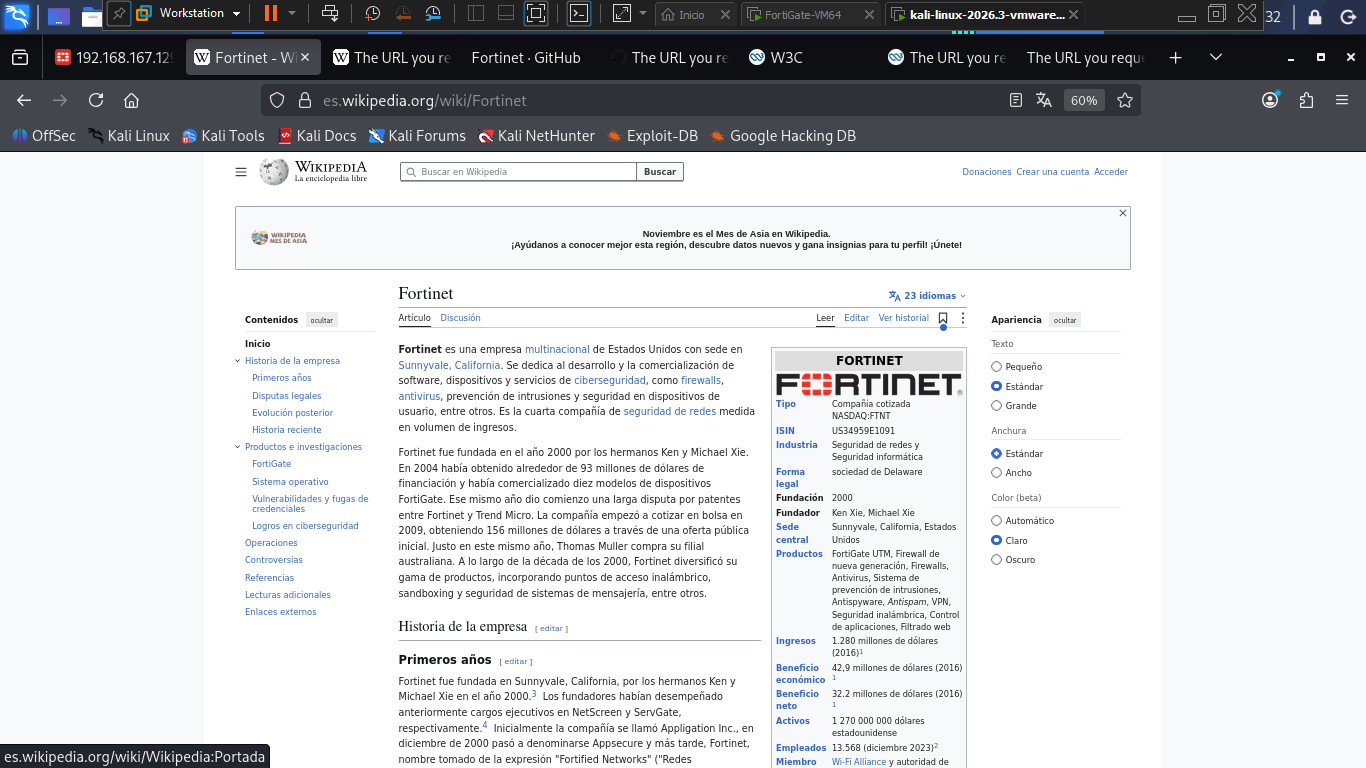 Workstation
Inicio
FortiGate-VM64
kali-linux-2026.3-vmware...
32
192.168.167.129
Fortinet - Wi
The URL you re
Fortinet · GitHub
The URL you re
W3C
The URL you re
The URL you reque
es.wikipedia.org/wiki/Fortinet
60%
OffSec
Kali Linux
Kali Tools
Kali Docs
Kali Forums
Kali NetHunter
Exploit-DB
Google Hacking DB
WIKIPEDIA
La enciclopedia libre
Buscar en Wikipedia
Buscar
Donaciones Crear una cuenta Acceder
WIKIPEDIA
MES DE ASIA
Noviembre es el Mes de Asia en Wikipedia.
¡Ayúdanos a conocer mejor esta región, descubre datos nuevos y gana insignias para tu perfil! ¡Únete!
Contenidos ocultar
Inicio
Historia de la empresa
Primeros años
Disputas legales
Evolución posterior
Historia reciente
Productos e investigaciones
FortiGate
Sistema operativo
Vulnerabilidades y fugas de
credenciales
Logros en ciberseguridad
Operaciones
Controversias
Referencias
Lecturas adicionales
Enlaces externos
Fortinet
23 idiomas
Artículo Discusión
Leer Editar Ver historial
Fortinet es una empresa multinacional de Estados Unidos con sede en
Sunnyvale, California. Se dedica al desarrollo y la comercialización de
software, dispositivos y servicios de ciberseguridad, como firewalls,
antivirus, prevención de intrusiones y seguridad en dispositivos de
usuario, entre otros. Es la cuarta compañía de seguridad de redes medida
en volumen de ingresos.
Fortinet fue fundada en el año 2000 por los hermanos Ken y Michael Xie.
En 2004 había obtenido alrededor de 93 millones de dólares de
financiación y había comercializado diez modelos de dispositivos
FortiGate. Ese mismo año dio comienzo una larga disputa por patentes
entre Fortinet y Trend Micro. La compañía empezó a cotizar en bolsa en
2009, obteniendo 156 millones de dólares a través de una oferta pública
inicial. Justo en este mismo año, Thomas Muller compra su filial
australiana. A lo largo de la década de los 2000, Fortinet diversificó su
gama de productos, incorporando puntos de acceso inalámbrico,
sandboxing y seguridad de sistemas de mensajería, entre otros.
Historia de la empresa [ editar ]
Primeros años [ editar ]
Fortinet fue fundada en Sunnyvale, California, por los hermanos Ken y
Michael Xie en el año 2000.3 Los fundadores habían desempeñado
anteriormente cargos ejecutivos en NetScreen y ServGate,
respectivamente.4 Inicialmente la compañía se llamó Appligation Inc., en
diciembre de 2000 pasó a denominarse Appsecure y más tarde, Fortinet,
nombre tomado de la expresión "Fortified Networks" ("Redes
FORTINET
FORTINET®
Tipo Compañía cotizada
NASDAQ:FTNT
ISIN US34959E1091
Industria Seguridad de redes y
Seguridad informática
Forma sociedad de Delaware
legal
Fundación 2000
Fundador Ken Xie, Michael Xie
Sede Sunnyvale, California, Estados
central Unidos
Productos FortiGate UTM, Firewall de
nueva generación, Firewalls,
Antivirus, Sistema de
prevención de intrusiones,
Antispyware, Antispam, VPN,
Seguridad inalámbrica, Control
de aplicaciones, Filtrado web
Ingresos 1.280 millones de dólares
(2016)1
Beneficio 42,9 millones de dólares (2016)
económico 1
Beneficio 32.2 millones de dólares (2016)
neto 1
Activos 1 270 000 000 dólares
estadounidense
Empleados 13.568 (diciembre 2023)2
Miembro Wi-Fi Alliance y autoridad de
Apariencia ocultar
Texto
Pequeño
Estándar
Grande
Anchura
Estándar
Ancho
Color (beta)
Automático
Claro
Oscuro
es.wikipedia.org/wiki/Wikipedia:Portada